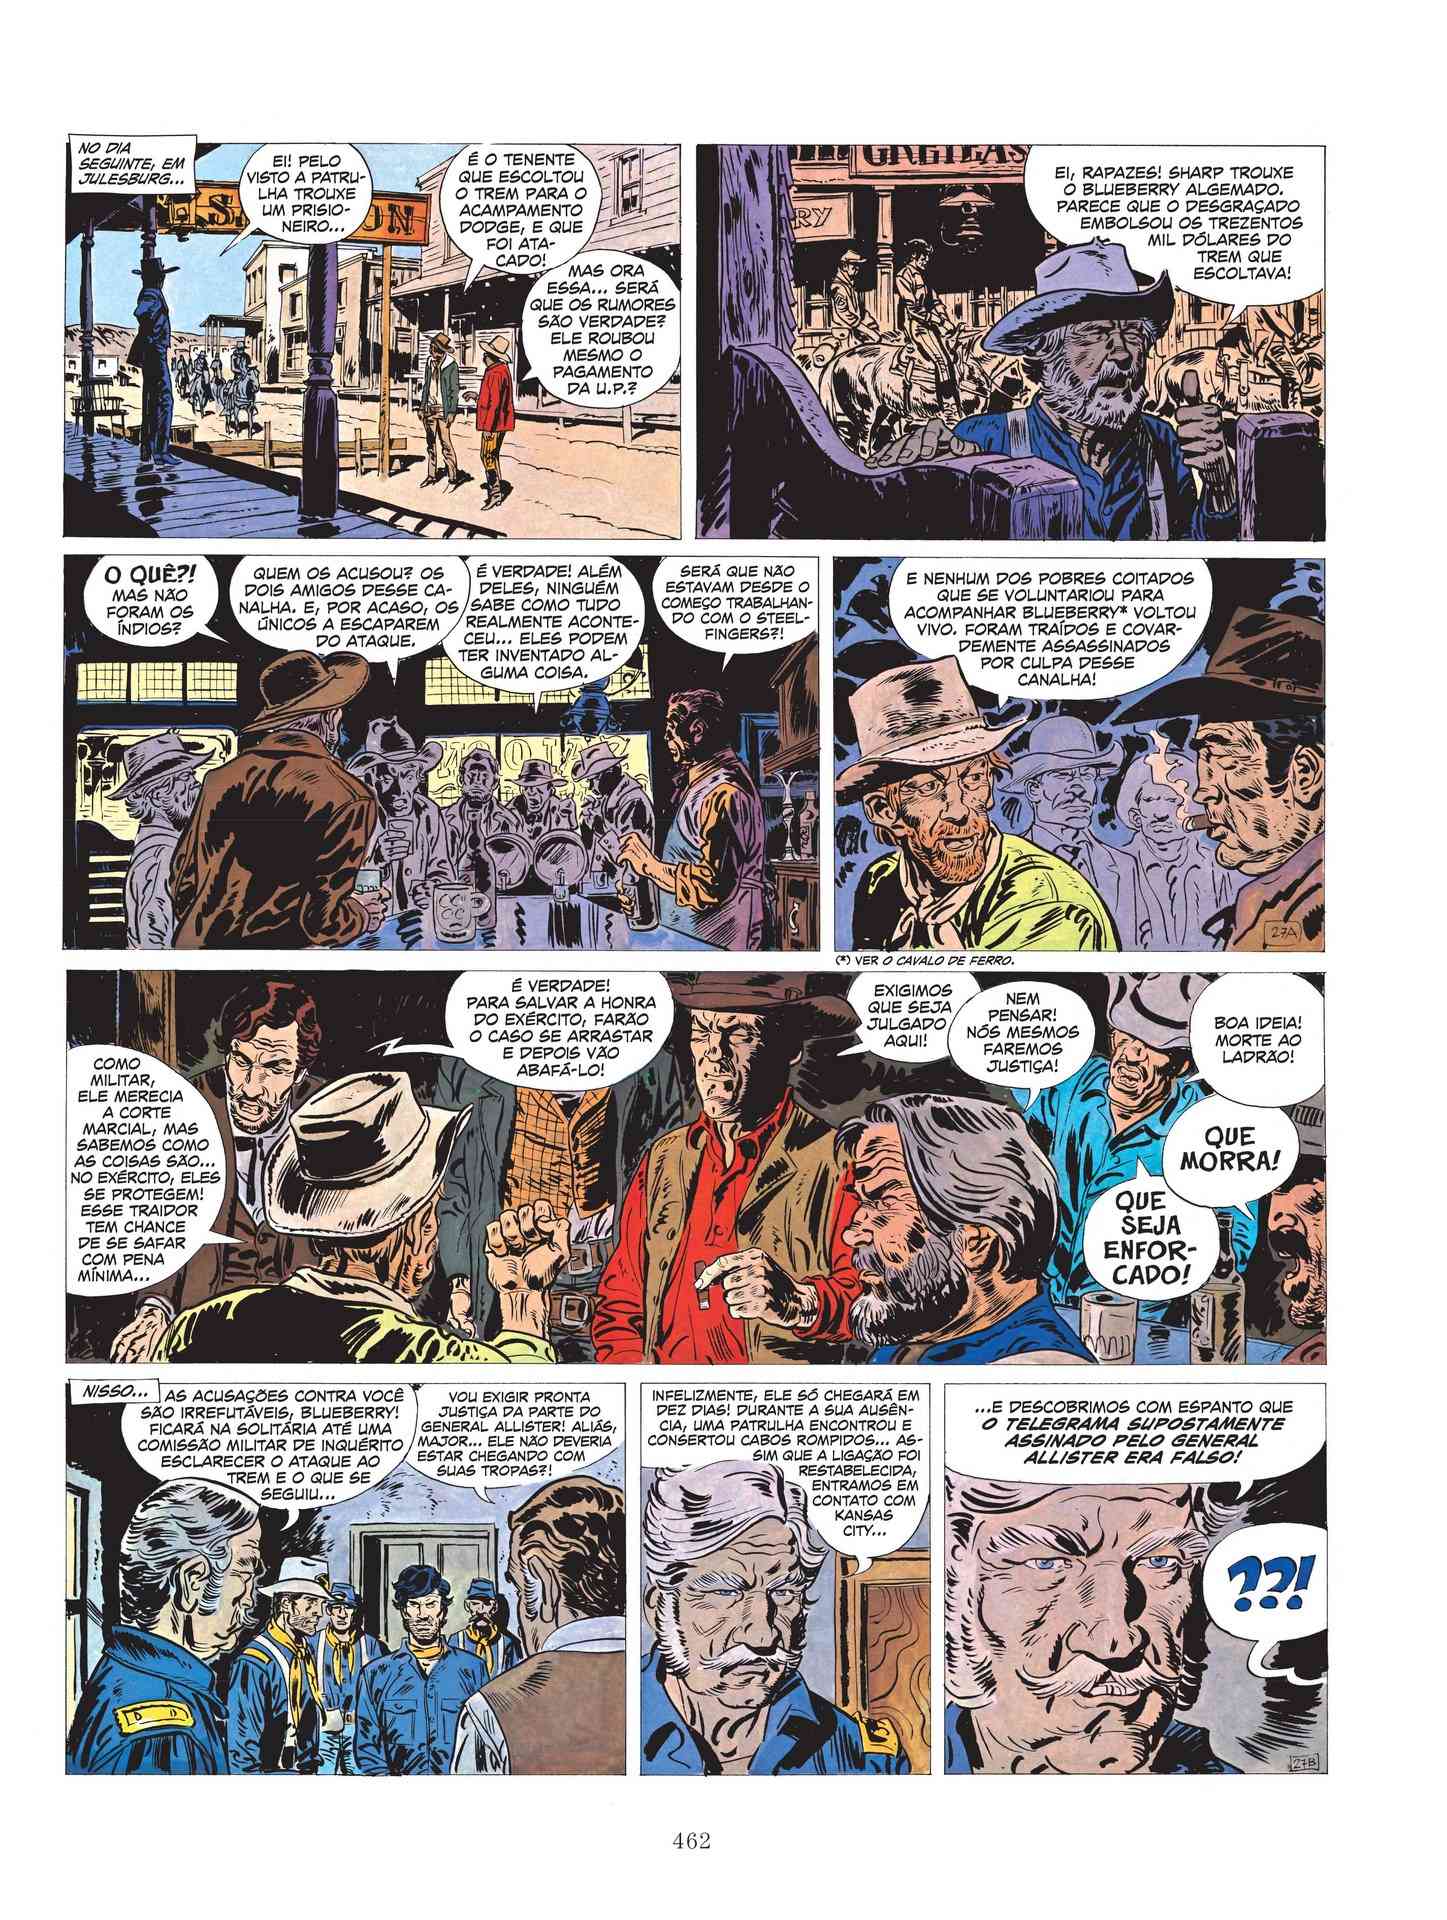 NO DIA
SEGUINTE, EM
JULESBURG...
EI! PELO
VISTO A PATRU-
LHA TROUXE
UM PRISIO-
NEIRO...
É O TENENTE
QUE ESCOLTOU
O TREM PARA O
ACAMPAMENTO
DODGE, E QUE
FOI ATA-
CADO!
MAS ORA
ESSA... SERÁ
QUE OS RUMORES
SÃO VERDADE?
ELE ROUBOU
MESMO O
PAGAMENTO
DA U.P.?
EI, RAPAZES! SHARP TROUXE
O BLUEBERRY ALGEMADO.
PARECE QUE O DESGRAÇADO
EMBOLSOU OS TREZENTOS
MIL DÓLARES DO
TREM QUE
ESCOLTAVA!
RY
O QUÊ?!
MAS NÃO
FORAM OS
ÍNDIOS?
QUEM OS ACUSOU? OS
DOIS AMIGOS DESSE CA-
NALHA. E, POR ACASO, OS
ÚNICOS A ESCAPAREM
DO ATAQUE.
É VERDADE! ALÉM
DELES, NINGUÉM
SABE COMO TUDO
REALMENTE ACONTE-
CEU... ELES PODEM
TER INVENTADO AL-
GUMA COISA.
SERÁ QUE NÃO
ESTAVAM DESDE O
COMEÇO TRABALHAN-
DO COM O STEEL-
FINGERS?!
E NENHUM DOS POBRES COITADOS
QUE SE VOLUNTARIOU PARA
ACOMPANHAR BLUEBERRY* VOLTOU
VIVO. FORAM TRAÍDOS E COVAR-
DEMENTE ASSASSINADOS
POR CULPA DESSE
CANALHA!
27A
(*) VER O CAVALO DE FERRO.
COMO
MILITAR,
ELE MERECIA
A CORTE
MARCIAL, MAS
SABEMOS COMO
AS COISAS SÃO...
NO EXÉRCITO, ELES
SE PROTEGEM!
ESSE TRAIDOR
TEM CHANCE
DE SE SAFAR
COM PENA
MÍNIMA...
É VERDADE!
PARA SALVAR A HONRA
DO EXÉRCITO, FARÃO
O CASO SE ARRASTAR
E DEPOIS VÃO
ABAFÁ-LO!
EXIGIMOS
QUE SEJA
JULGADO
AQUI!
NEM
PENSAR!
NÓS MESMOS
FAREMOS
JUSTIÇA!
BOA IDEIA!
MORTE AO
LADRÃO!
QUE
MORRA!
QUE
SEJA
ENFOR-
CADO!
NISSO...
AS ACUSAÇÕES CONTRA VOCÊ
SÃO IRREFUTÁVEIS, BLUEBERRY!
FICARÁ NA SOLITÁRIA ATÉ UMA
COMISSÃO MILITAR DE INQUÉRITO
ESCLARECER O ATAQUE AO
TREM E O QUE SE
SEGUIU...
VOU EXIGIR PRONTA
JUSTIÇA DA PARTE DO
GENERAL ALLISTER! ALIÁS,
MAJOR... ELE NÃO DEVERIA
ESTAR CHEGANDO COM
SUAS TROPAS?!
INFELIZMENTE, ELE SÓ CHEGARÁ EM
DEZ DIAS! DURANTE A SUA AUSÊN-
CIA, UMA PATRULHA ENCONTROU E
CONSERTOU CABOS ROMPIDOS... AS-
SIM QUE A LIGAÇÃO FOI
RESTABELECIDA,
ENTRAMOS EM
CONTATO COM
KANSAS
CITY...
...E DESCOBRIMOS COM ESPANTO QUE
O TELEGRAMA SUPOSTAMENTE
ASSINADO PELO GENERAL
ALLISTER ERA FALSO!
??!
27B
462